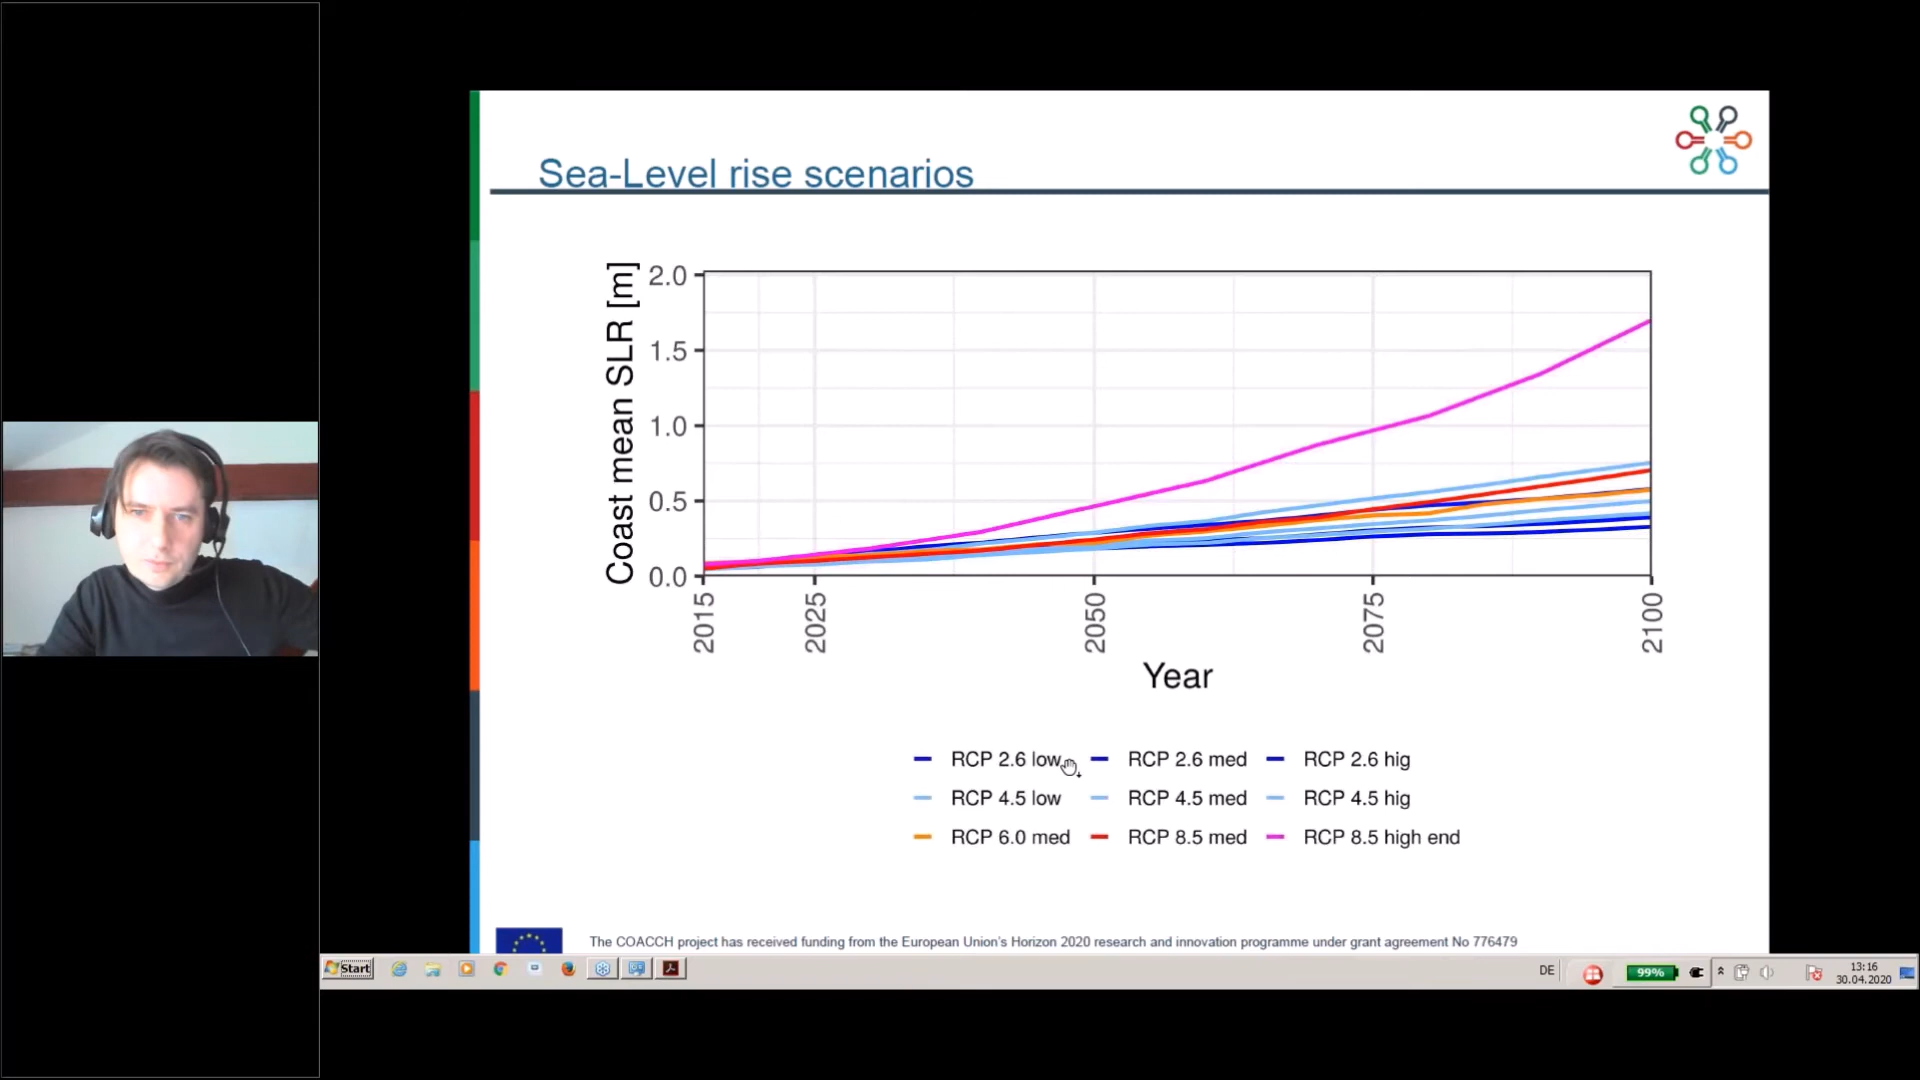 Sea-Level rise scenarios
Coast mean SLR [m]
2.0
1.5
1.0
0.5
0.0
2015
2025
2050
2075
2100
Year
RCP 2.6 low
RCP 2.6 med
RCP 2.6 hig
RCP 4.5 low
RCP 4.5 med
RCP 4.5 hig
RCP 6.0 med
RCP 8.5 med
RCP 8.5 high end
The COACCH project has received funding from the European Union's Horizon 2020 research and innovation programme under grant agreement No 776479
Start
DE
99%
13:16
30.04.2020